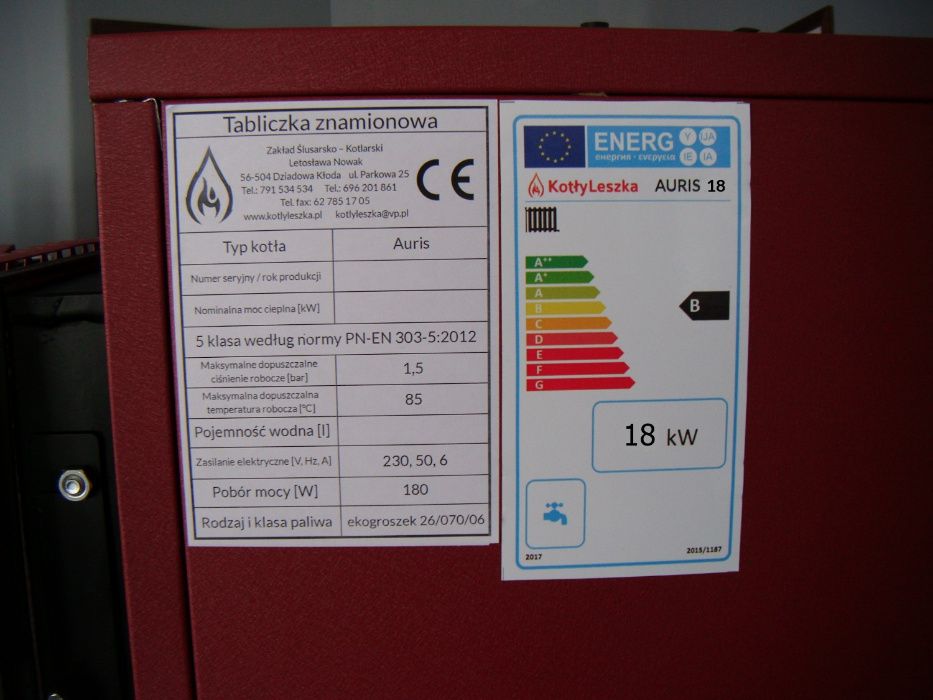 Tabliczka znamionowa
Zakład Ślusarsko – Kotlarski
Letosława Nowak
56-504 Dziadowa Kłoda ul. Parkowa 25
Tel.: 791 534 534 Tel.: 696 201 861
Tel. fax: 62 785 17 05
www.kotlyleszka.pl kotlyleszka@vp.pl
CE
Typ kotła Auris
Numer seryjny / rok produkcji
Nominalna moc cieplna [kW]
5 klasa według normy PN-EN 303-5:2012
Maksymalne dopuszczalne
ciśnienie robocze [bar] 1,5
Maksymalna dopuszczalna
temperatura robocza [°C] 85
Pojemność wodna [l]
Zasilanie elektryczne [V, Hz, A] 230, 50, 6
Pobór mocy [W] 180
Rodzaj i klasa paliwa ekogroszek 26/070/06
ENERG Y IJA
енергия · ενεργεια IE IA
KotłyLeszka AURIS 18
A++
A+
A
B
B
C
D
E
F
G
18 kW
2017 2015/1187